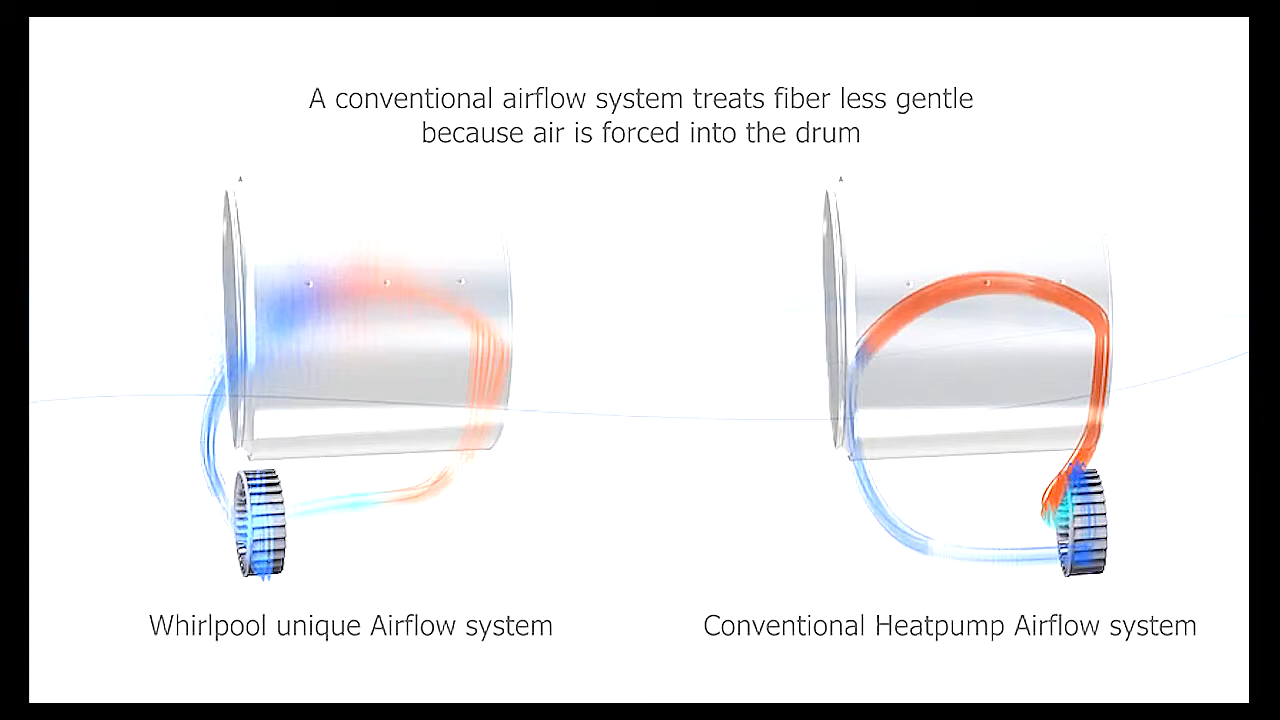 A conventional airflow system treats fiber less gentle
because air is forced into the drum
Whirlpool unique Airflow system
Conventional Heatpump Airflow system